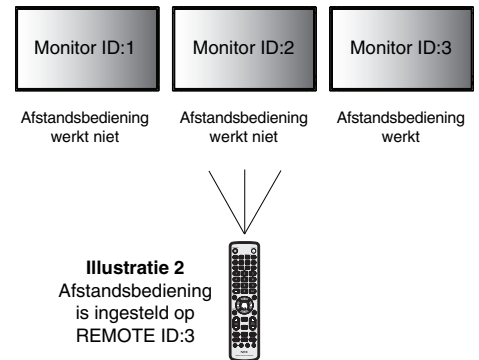 Monitor ID:1
Monitor ID:2
Monitor ID:3
Afstandsbediening
werkt niet
Afstandsbediening
werkt niet
Afstandsbediening
werkt
Illustratie 2
Afstandsbediening
is ingesteld op
REMOTE ID:3